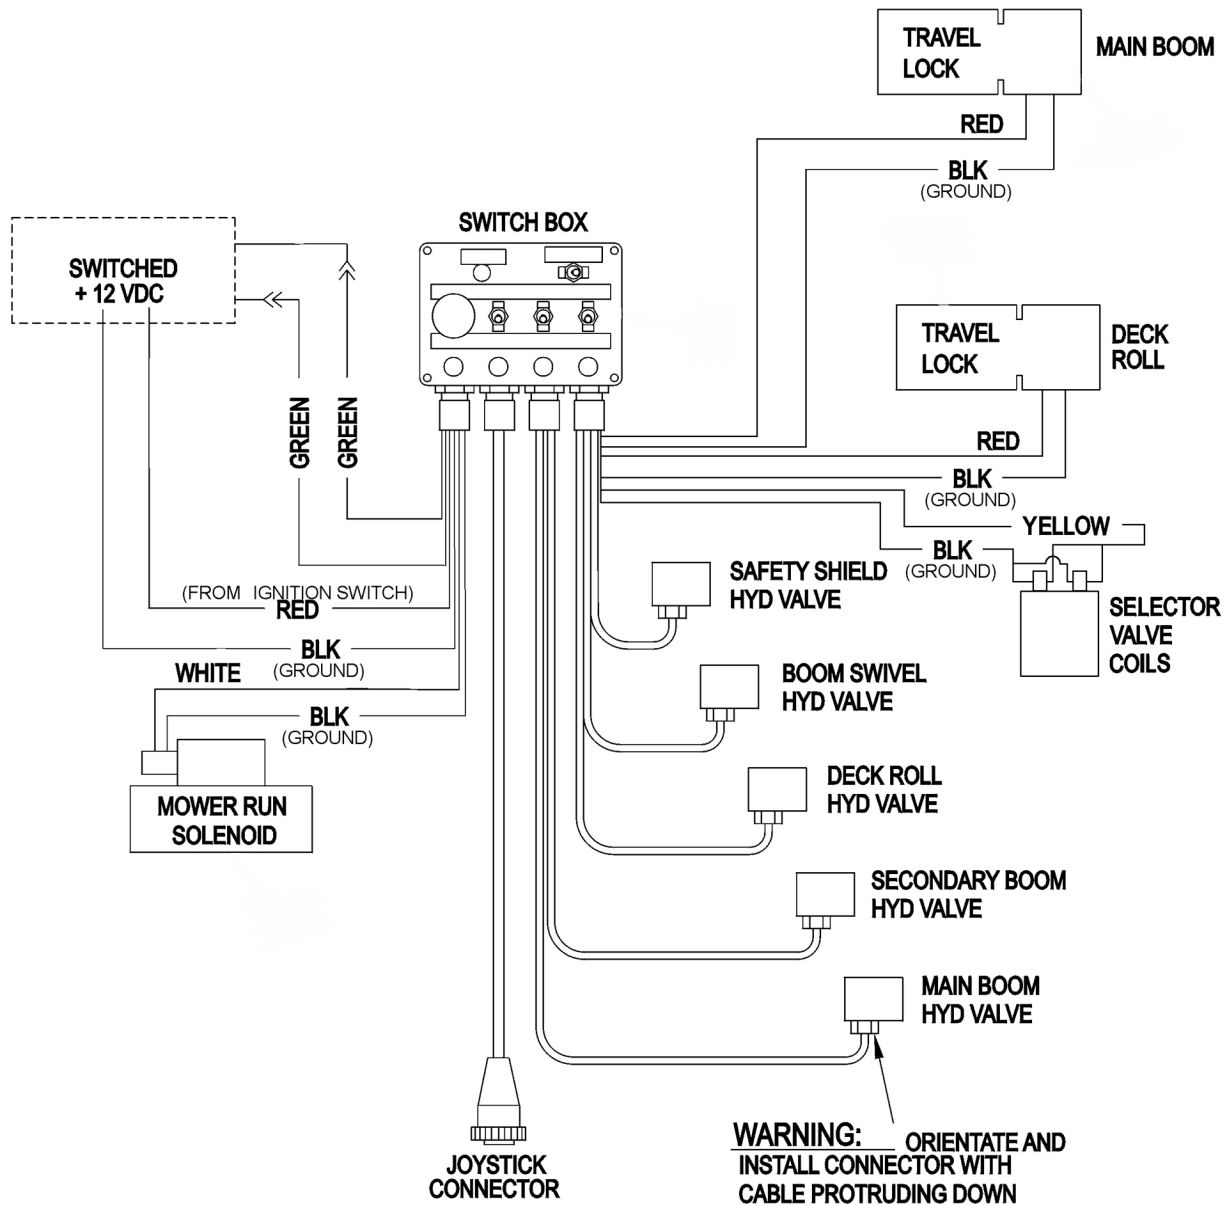 TRAVEL
LOCK
MAIN BOOM
RED
BLK
(GROUND)
SWITCH BOX
SWITCHED
+ 12 VDC
TRAVEL
LOCK
DECK
ROLL
GREEN
GREEN
RED
BLK
(GROUND)
YELLOW
BLK
(GROUND)
SAFETY SHIELD
HYD VALVE
SELECTOR
VALVE
COILS
(FROM IGNITION SWITCH)
RED
BLK
(GROUND)
WHITE
BLK
(GROUND)
BOOM SWIVEL
HYD VALVE
MOWER RUN
SOLENOID
DECK ROLL
HYD VALVE
SECONDARY BOOM
HYD VALVE
MAIN BOOM
HYD VALVE
WARNING: ORIENTATE AND
INSTALL CONNECTOR WITH
CABLE PROTRUDING DOWN
JOYSTICK
CONNECTOR